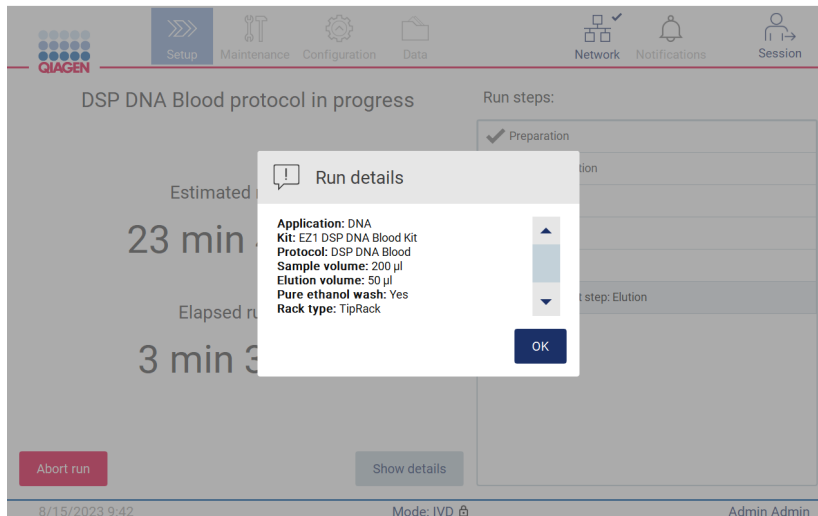 QIAGEN
Setup
Maintenance
Configuration
Data
Network
Notifications
Session
DSP DNA Blood protocol in progress
Run steps:
Preparation
Estimated
23 min
Elapsed
3 min
step: Elution
Run details
Application: DNA
Kit: EZ1 DSP DNA Blood Kit
Protocol: DSP DNA Blood
Sample volume: 200 µl
Elution volume: 50 µl
Pure ethanol wash: Yes
Rack type: TipRack
OK
Abort run
Show details
8/15/2023 9:42
Mode: IVD
Admin Admin